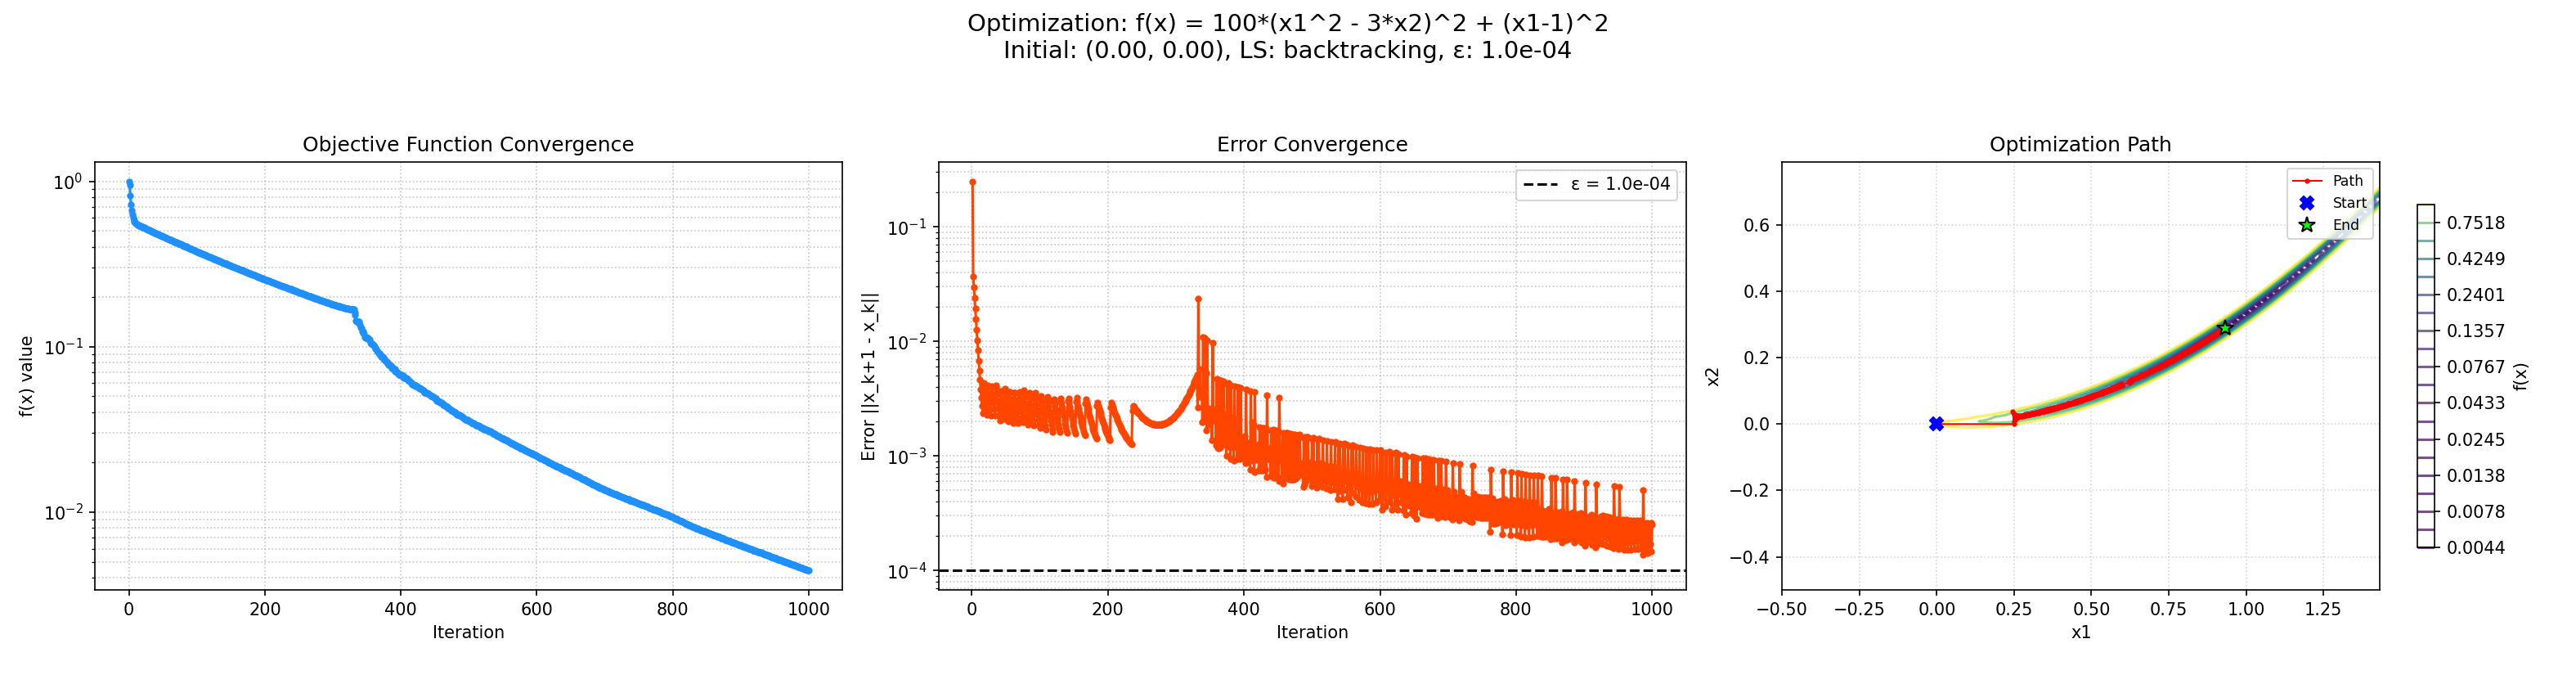 Optimization: f(x) = 100*(x1^2 - 3*x2)^2 + (x1-1)^2
Initial: (0.00, 0.00), LS: backtracking, ε: 1.0e-04
Objective Function Convergence
f(x) value
10^0
10^-1
10^-2
0
200
400
600
800
1000
Iteration
Error Convergence
Error ||x_k+1 - x_k||
ε = 1.0e-04
10^-1
10^-2
10^-3
10^-4
0
200
400
600
800
1000
Iteration
Optimization Path
x2
0.6
0.4
0.2
0.0
−0.2
−0.4
Path
Start
End
−0.50
−0.25
0.00
0.25
0.50
0.75
1.00
1.25
x1
0.7518
0.4249
0.2401
0.1357
0.0767
0.0433
0.0245
0.0138
0.0078
0.0044
f(x)